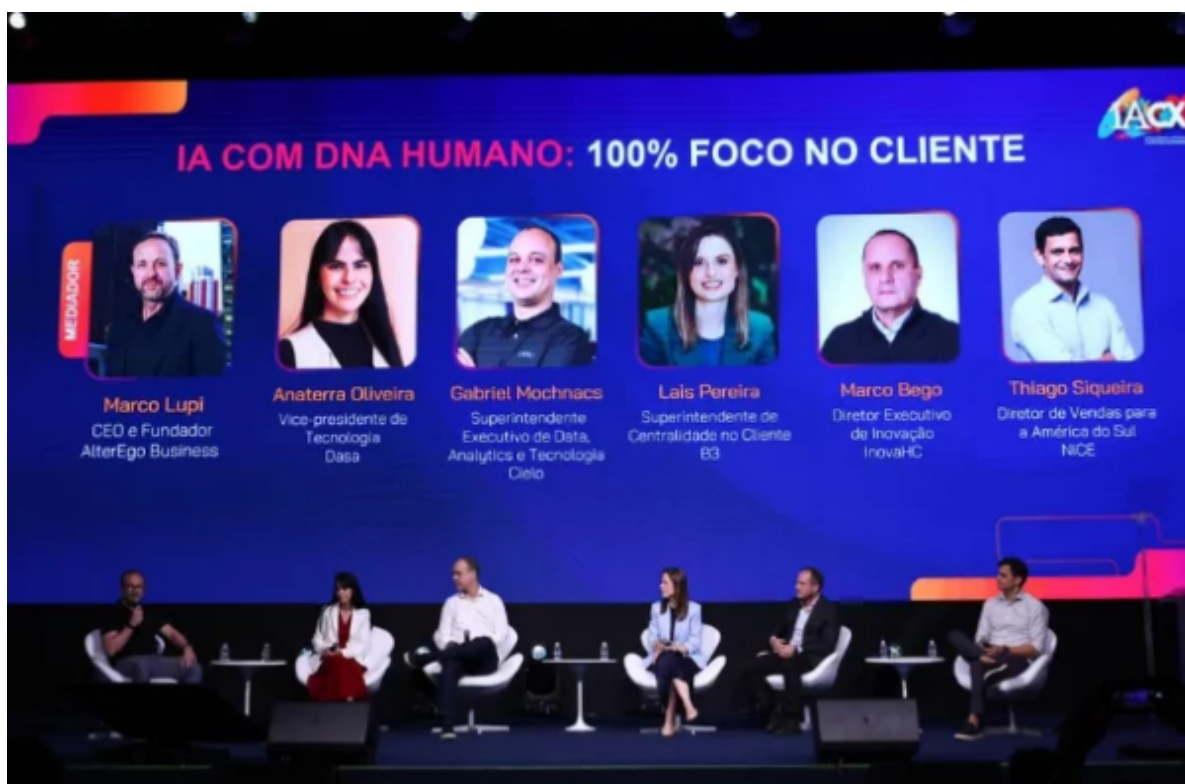 IACX
IA COM DNA HUMANO: 100% FOCO NO CLIENTE
MEDIADOR
Marco Lupi
CEO e Fundador
AlterEgo Business
Anaterra Oliveira
Vice-presidente de
Tecnologia
Dasa
Gabriel Mochnacs
Superintendente
Executivo de Data,
Analytics e Tecnologia
Cielo
Lais Pereira
Superintendente de
Centralidade no Cliente
B3
Marco Bego
Diretor Executivo
de Inovação
InovaHC
Thiago Siqueira
Diretor de Vendas para
a América do Sul
NICE